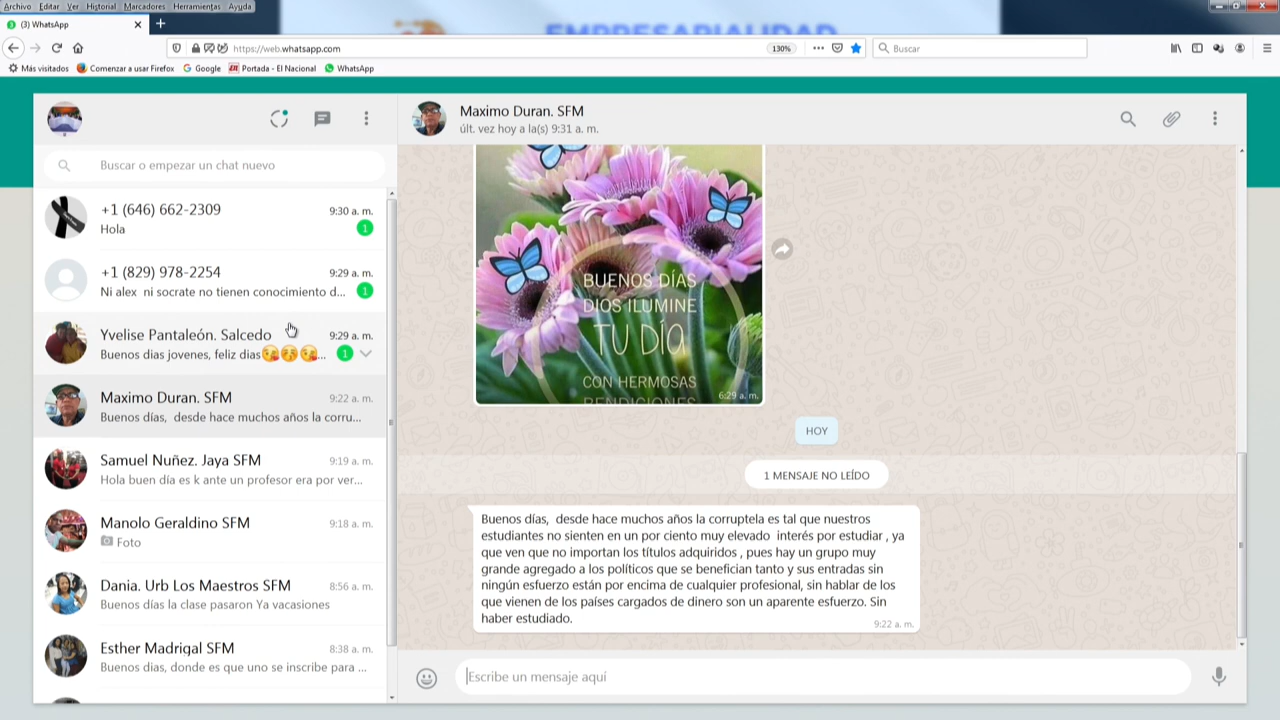 Archivo Editar Ver Historial Marcadores Herramientas Ayuda
EMPRESARIALIDAD
(3) WhatsApp
https://web.whatsapp.com
130%
Buscar
Más visitados Comenzar a usar Firefox Google Portada - El Nacional WhatsApp
Maximo Duran. SFM
últ. vez hoy a la(s) 9:31 a. m.
Buscar o empezar un chat nuevo
+1 (646) 662-2309 9:30 a. m.
Hola 1
+1 (829) 978-2254 9:29 a. m.
Ni alex ni socrate no tienen conocimiento d... 1
Yvelise Pantaleón. Salcedo 9:29 a. m.
Buenos dias jovenes, feliz dias😘😚😘... 1
Maximo Duran. SFM 9:22 a. m.
Buenos días, desde hace muchos años la corru...
Samuel Nuñez. Jaya SFM 9:19 a. m.
Hola buen día es k ante un profesor era por ver...
Manolo Geraldino SFM 9:18 a. m.
Foto
Dania. Urb Los Maestros SFM 8:56 a. m.
Buenos días la clase pasaron Ya vacasiones
Esther Madrigal SFM 8:38 a. m.
Buenos dias, donde es que uno se inscribe para ...
BUENOS DÍAS
DIOS ILUMINE
TU DÍA
CON HERMOSAS
BENDICIONES
6:29 a. m.
HOY
1 MENSAJE NO LEÍDO
Buenos días, desde hace muchos años la corruptela es tal que nuestros
estudiantes no sienten en un por ciento muy elevado interés por estudiar , ya
que ven que no importan los títulos adquiridos , pues hay un grupo muy
grande agregado a los políticos que se benefician tanto y sus entradas sin
ningún esfuerzo están por encima de cualquier profesional, sin hablar de los
que vienen de los países cargados de dinero son un aparente esfuerzo. Sin
haber estudiado.
9:22 a. m.
Escribe un mensaje aquí